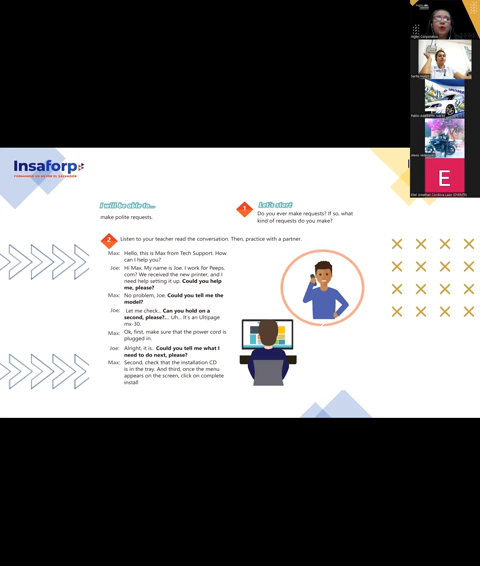 Insaforp
I will be able to...
make polite requests.
1
Let's start
Do you ever make requests? If so, what
kind of requests do you make?
2
Listen to your teacher read the conversation. Then, practice with a partner.
Max: Hello, this is Max from Tech Support. How
can I help you?
Joe: Hi Max. My name is Joe. I work for Peeps.
com? We received the new printer, and I
need help setting it up. Could you help
me, please?
Max: No problem, Joe. Could you tell me the
model?
Joe: Let me check... Can you hold on a
second, please?... Uh... It's an Ultipage
mx-30.
Max: Ok, first, make sure that the power cord is
plugged in.
Joe: Alright, it is. Could you tell me what I
need to do next, please?
Max: Second, check that the installation CD
is in the tray. And third, once the menu
appears on the screen, click on complete
install
E